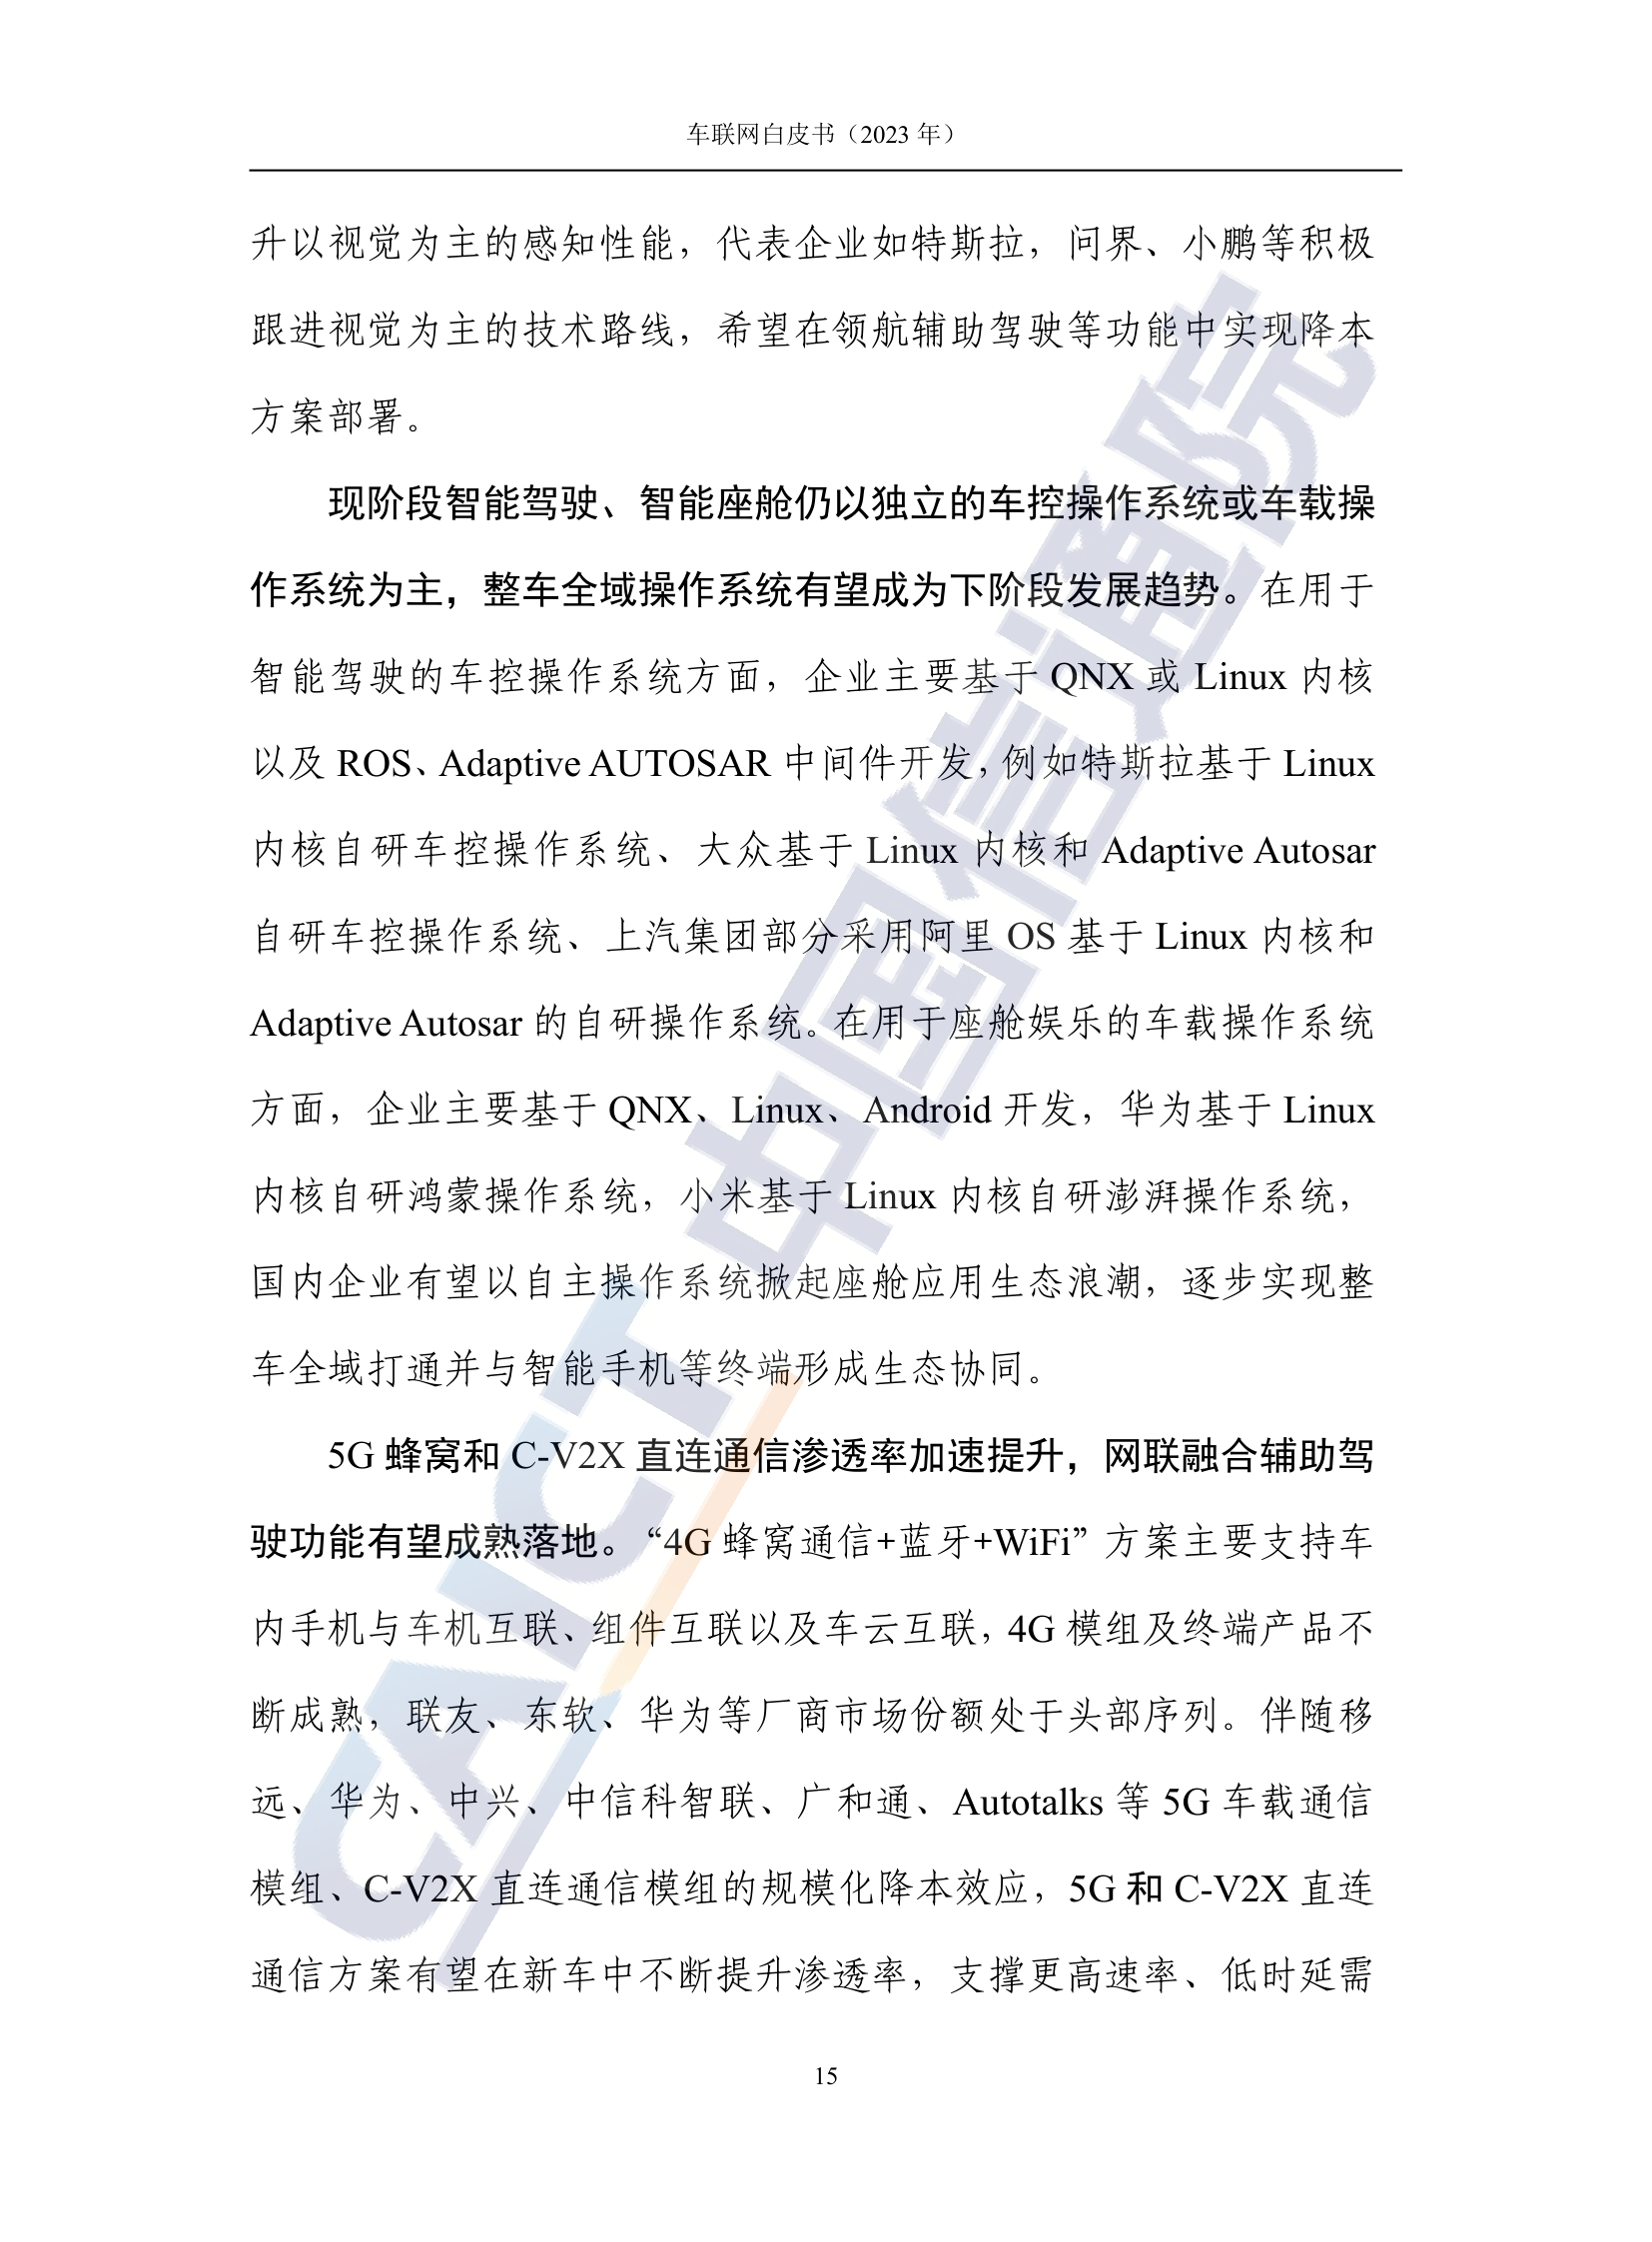 车联网白皮书（2023 年）
升以视觉为主的感知性能，代表企业如特斯拉，问界、小鹏等积极
跟进视觉为主的技术路线，希望在领航辅助驾驶等功能中实现降本
方案部署。
现阶段智能驾驶、智能座舱仍以独立的车控操作系统或车载操
作系统为主，整车全域操作系统有望成为下阶段发展趋势。在用于
智能驾驶的车控操作系统方面，企业主要基于 QNX 或 Linux 内核
以及 ROS、Adaptive AUTOSAR 中间件开发，例如特斯拉基于 Linux
内核自研车控操作系统、大众基于 Linux 内核和 Adaptive Autosar
自研车控操作系统、上汽集团部分采用阿里 OS 基于 Linux 内核和
Adaptive Autosar 的自研操作系统。在用于座舱娱乐的车载操作系统
方面，企业主要基于 QNX、Linux、Android 开发，华为基于 Linux
内核自研鸿蒙操作系统，小米基于 Linux 内核自研澎湃操作系统，
国内企业有望以自主操作系统掀起座舱应用生态浪潮，逐步实现整
车全域打通并与智能手机等终端形成生态协同。
5G 蜂窝和 C-V2X 直连通信渗透率加速提升，网联融合辅助驾
驶功能有望成熟落地。“4G 蜂窝通信+蓝牙+WiFi”方案主要支持车
内手机与车机互联、组件互联以及车云互联，4G 模组及终端产品不
断成熟，联友、东软、华为等厂商市场份额处于头部序列。伴随移
远、华为、中兴、中信科智联、广和通、Autotalks 等 5G 车载通信
模组、C-V2X 直连通信模组的规模化降本效应，5G 和 C-V2X 直连
通信方案有望在新车中不断提升渗透率，支撑更高速率、低时延需
15
CAICT 中国信通院